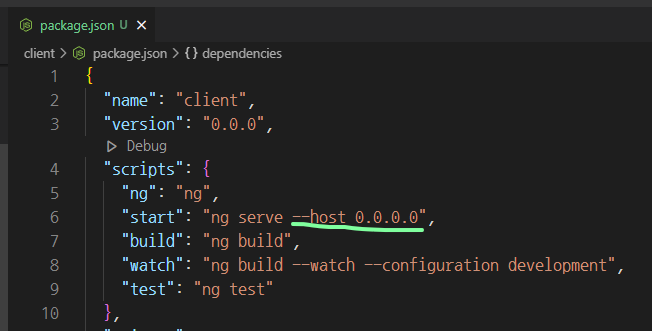 package.json U ×
client > package.json > {} dependencies
1 {
2 "name": "client",
3 "version": "0.0.0",
Debug
4 "scripts": {
5 "ng": "ng",
6 "start": "ng serve --host 0.0.0.0",
7 "build": "ng build",
8 "watch": "ng build --watch --configuration development",
9 "test": "ng test"
10 },